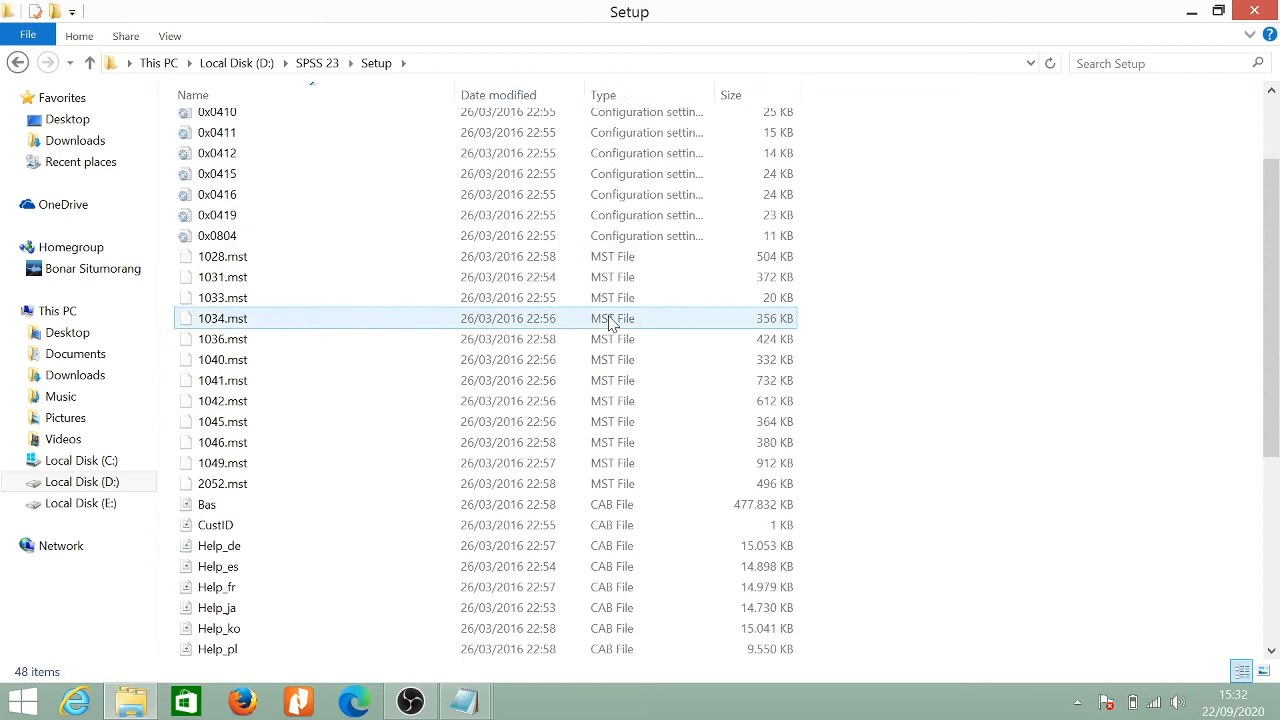 Setup
File Home Share View
This PC Local Disk (D:) SPSS 23 Setup Search Setup
Name Date modified Type Size
Favorites
Desktop
Downloads
Recent places
OneDrive
Homegroup
Bonar Situmorang
This PC
Desktop
Documents
Downloads
Music
Pictures
Videos
Local Disk (C:)
Local Disk (D:)
Local Disk (E:)
Network
0x0410 26/03/2016 22:55 Configuration settin... 25 KB
0x0411 26/03/2016 22:55 Configuration settin... 15 KB
0x0412 26/03/2016 22:55 Configuration settin... 14 KB
0x0415 26/03/2016 22:55 Configuration settin... 24 KB
0x0416 26/03/2016 22:55 Configuration settin... 24 KB
0x0419 26/03/2016 22:55 Configuration settin... 23 KB
0x0804 26/03/2016 22:55 Configuration settin... 11 KB
1028.mst 26/03/2016 22:58 MST File 504 KB
1031.mst 26/03/2016 22:54 MST File 372 KB
1033.mst 26/03/2016 22:55 MST File 20 KB
1034.mst 26/03/2016 22:56 MST File 356 KB
1036.mst 26/03/2016 22:58 MST File 424 KB
1040.mst 26/03/2016 22:56 MST File 332 KB
1041.mst 26/03/2016 22:56 MST File 732 KB
1042.mst 26/03/2016 22:56 MST File 612 KB
1045.mst 26/03/2016 22:56 MST File 364 KB
1046.mst 26/03/2016 22:58 MST File 380 KB
1049.mst 26/03/2016 22:57 MST File 912 KB
2052.mst 26/03/2016 22:58 MST File 496 KB
Bas 26/03/2016 22:58 CAB File 477.832 KB
CustID 26/03/2016 22:55 CAB File 1 KB
Help_de 26/03/2016 22:57 CAB File 15.053 KB
Help_es 26/03/2016 22:54 CAB File 14.898 KB
Help_fr 26/03/2016 22:57 CAB File 14.979 KB
Help_ja 26/03/2016 22:53 CAB File 14.730 KB
Help_ko 26/03/2016 22:58 CAB File 15.041 KB
Help_pl 26/03/2016 22:58 CAB File 9.550 KB
48 items
15:32
22/09/2020